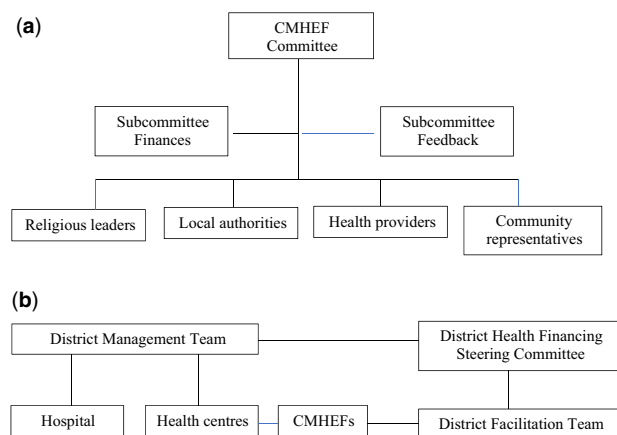 (a)
CMHEF
Committee
Subcommittee
Finances
Subcommittee
Feedback
Religious leaders
Local authorities
Health providers
Community
representatives
(b)
District Management Team
District Health Financing
Steering Committee
Hospital
Health centres
CMHEFs
District Facilitation Team